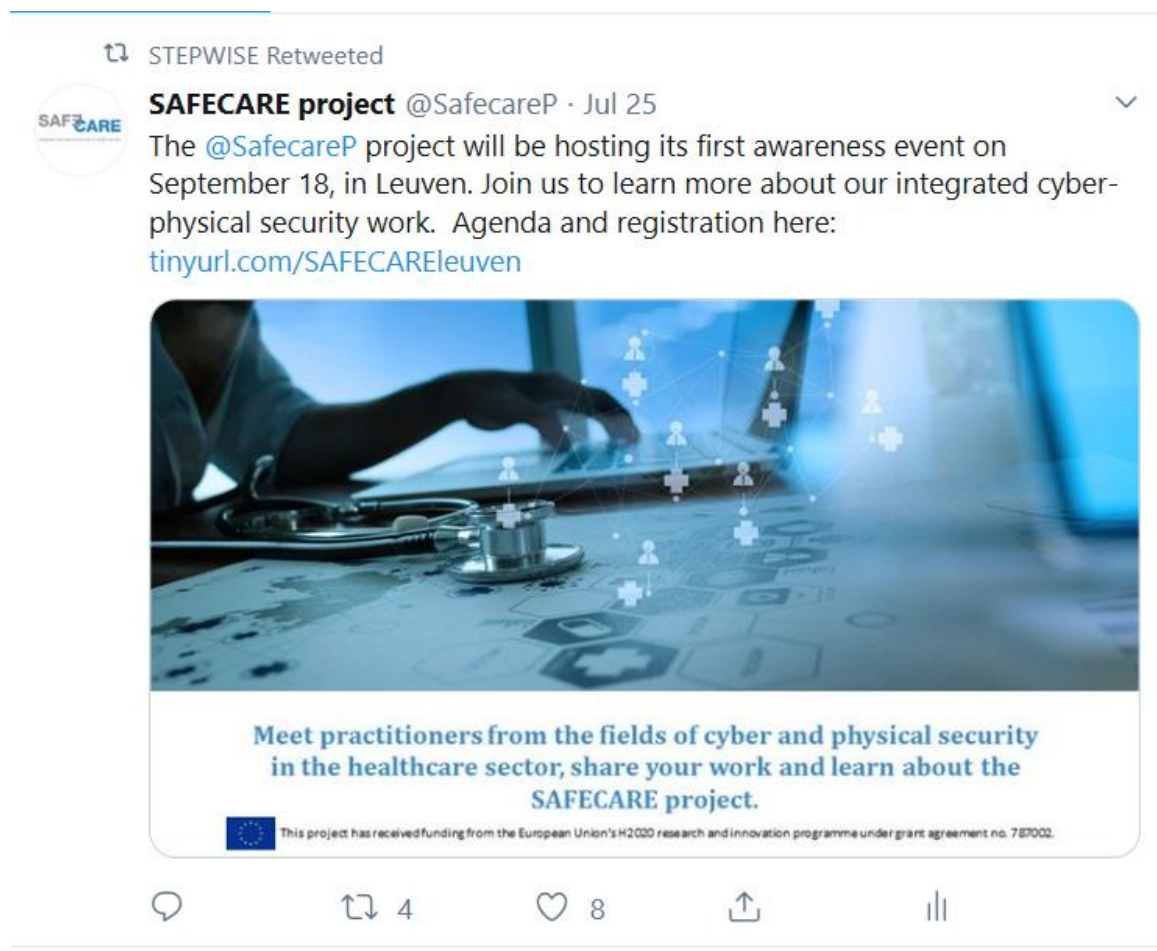 STEPWISE Retweeted
SAFECARE project @SafecareP · Jul 25
The @SafecareP project will be hosting its first awareness event on
September 18, in Leuven. Join us to learn more about our integrated cyber-
physical security work.  Agenda and registration here:
tinyurl.com/SAFECAREleuven
SAFECARE
Meet practitioners from the fields of cyber and physical security
in the healthcare sector, share your work and learn about the
SAFECARE project.
This project has received funding from the European Union's H2020 research and innovation programme under grant agreement no. 787002.
4
8